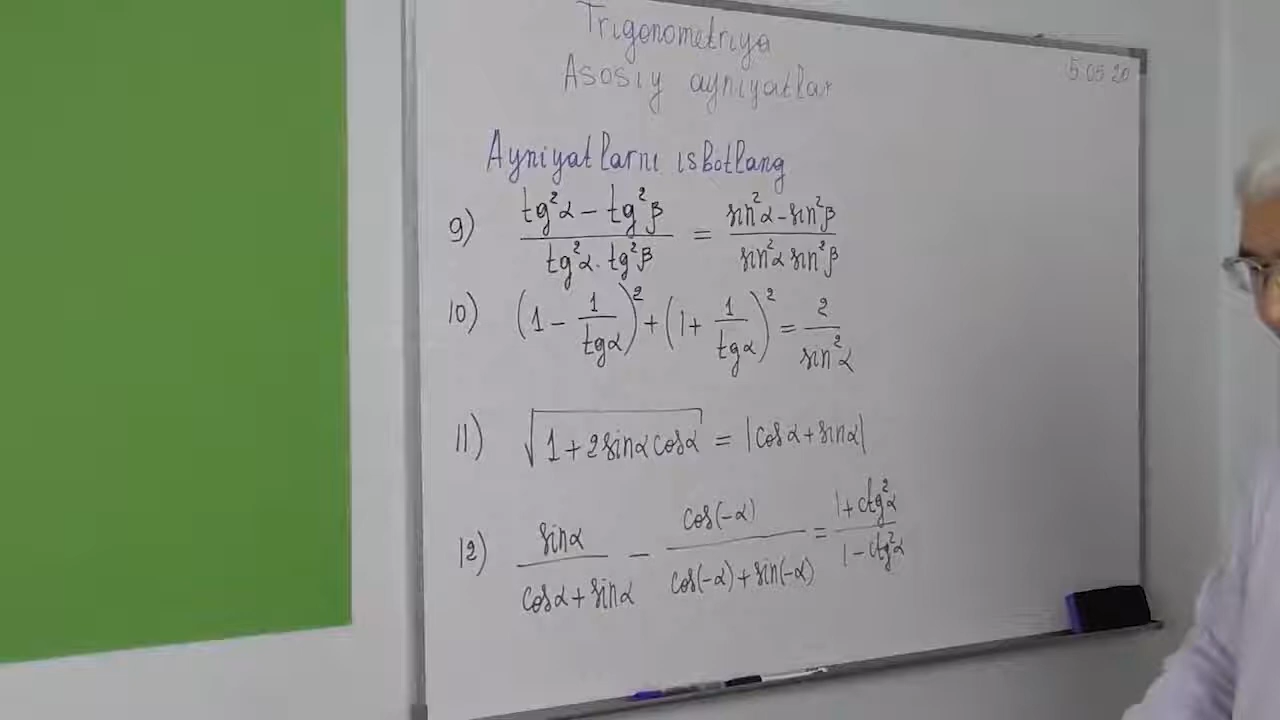 Trigonometriya
Asosiy ayniyatlar
5.05.20
Ayniyatlarni isbotlang
9) (tg²α − tg²β)/(tg²α · tg²β) = (sin²α − sin²β)/(sin²α sin²β)
10) (1 − 1/tgα)² + (1 + 1/tgα)² = 2/sin²α
11) √(1 + 2sinα cosα) = |cosα + sinα|
12) sinα/(cosα + sinα) − cos(−α)/(cos(−α) + sin(−α)) = (1 + ctg²α)/(1 − ctg²α)